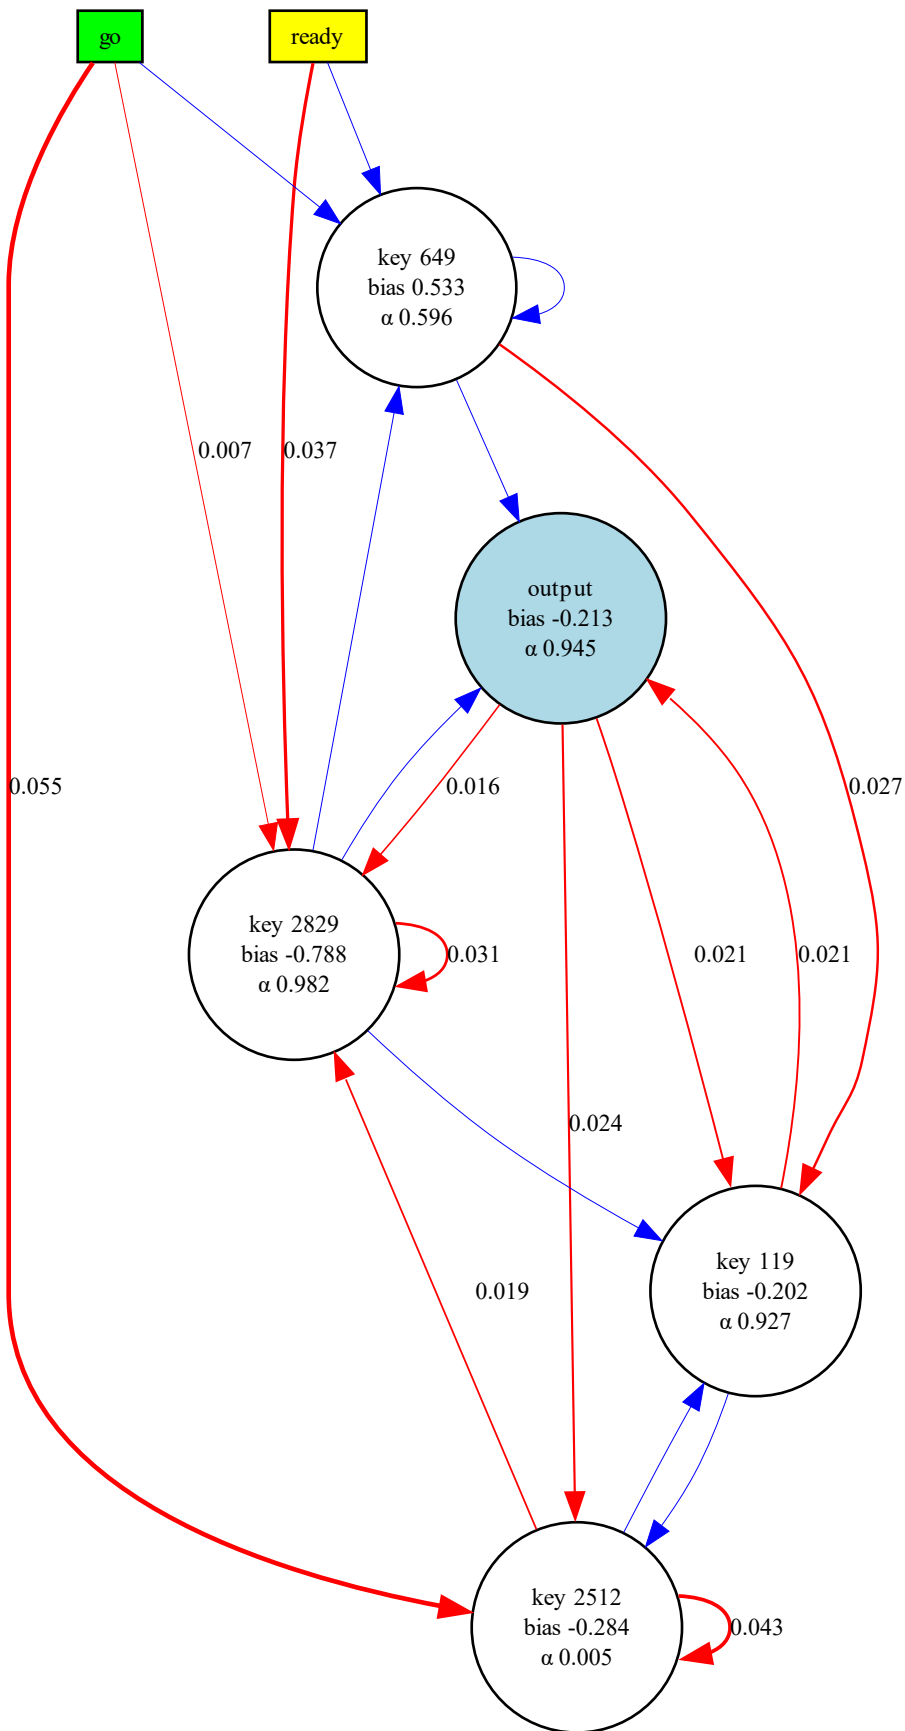 go
ready
key 649
bias 0.533
α 0.596
0.007
0.037
output
bias -0.213
α 0.945
0.055
0.016
0.027
key 2829
bias -0.788
α 0.982
0.031
0.021
0.021
0.024
key 119
bias -0.202
α 0.927
0.019
key 2512
bias -0.284
α 0.005
0.043